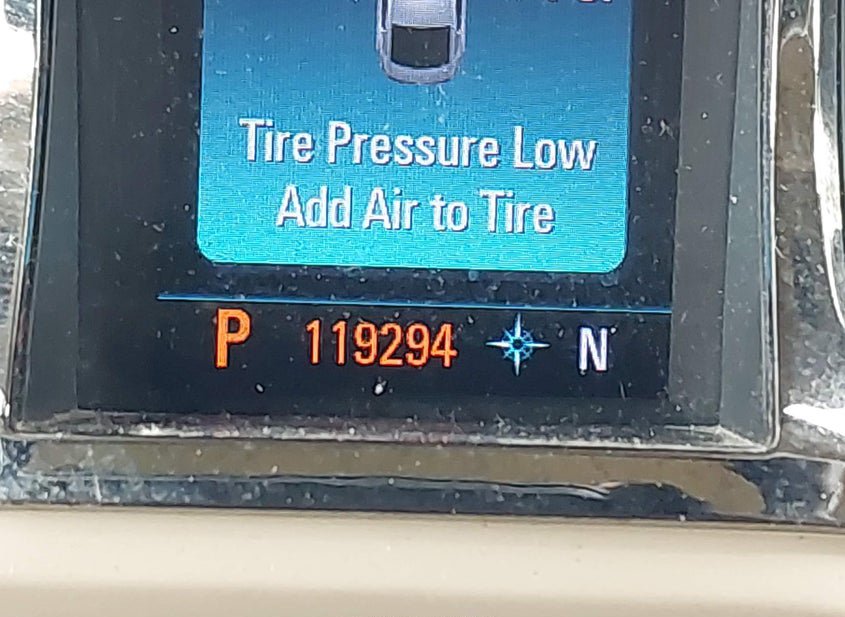 Tire Pressure Low
Add Air to Tire
P 119294 N